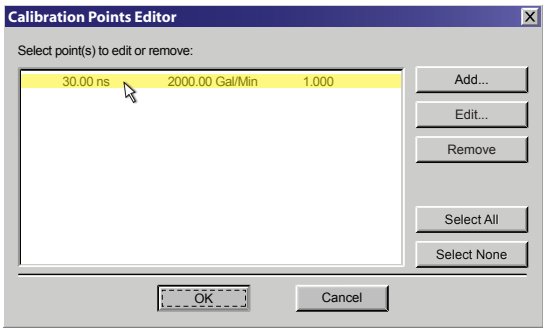 Calibration Points Editor
Select point(s) to edit or remove:
30.00 ns 2000.00 Gal/Min 1.000
Add...
Edit...
Remove
Select All
Select None
OK
Cancel